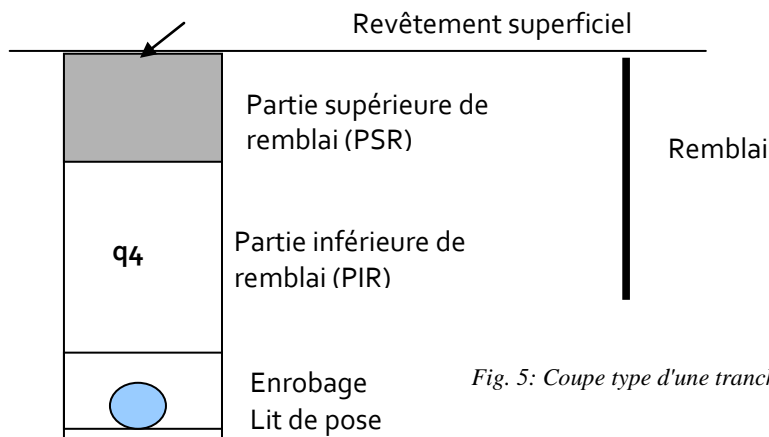 Revêtement superficiel
Partie supérieure de
remblai (PSR)
Remblai
q4
Partie inférieure de
remblai (PIR)
Enrobage
Lit de pose
Fig. 5: Coupe type d'une tranch